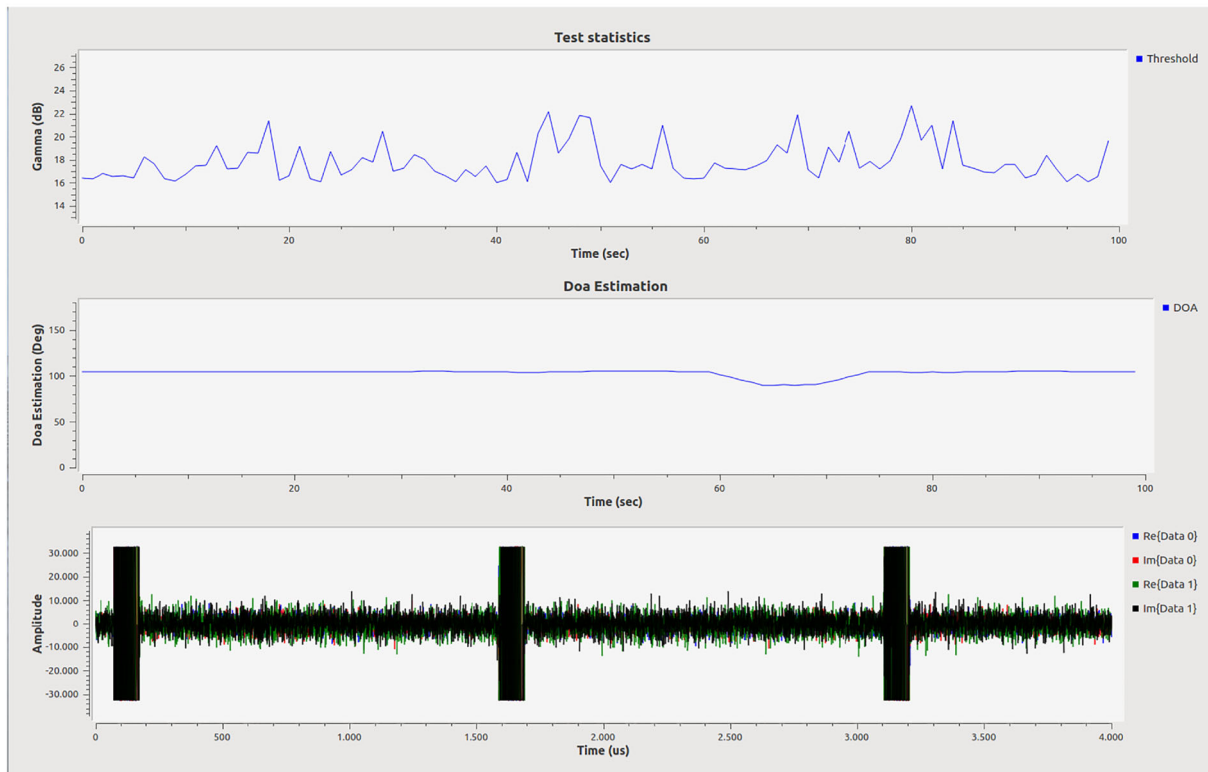 Test statistics
Threshold
Gamma (dB)
26
24
22
20
18
16
14
0 20 40 60 80 100
Time (sec)
Doa Estimation
DOA
Doa Estimation (Deg)
150
100
50
0
0 20 40 60 80 100
Time (sec)
Re{Data 0}
Im{Data 0}
Re{Data 1}
Im{Data 1}
Amplitude
30.000
20.000
10.000
0
-10.000
-20.000
-30.000
0 500 1.000 1.500 2.000 2.500 3.000 3.500 4.000
Time (us)